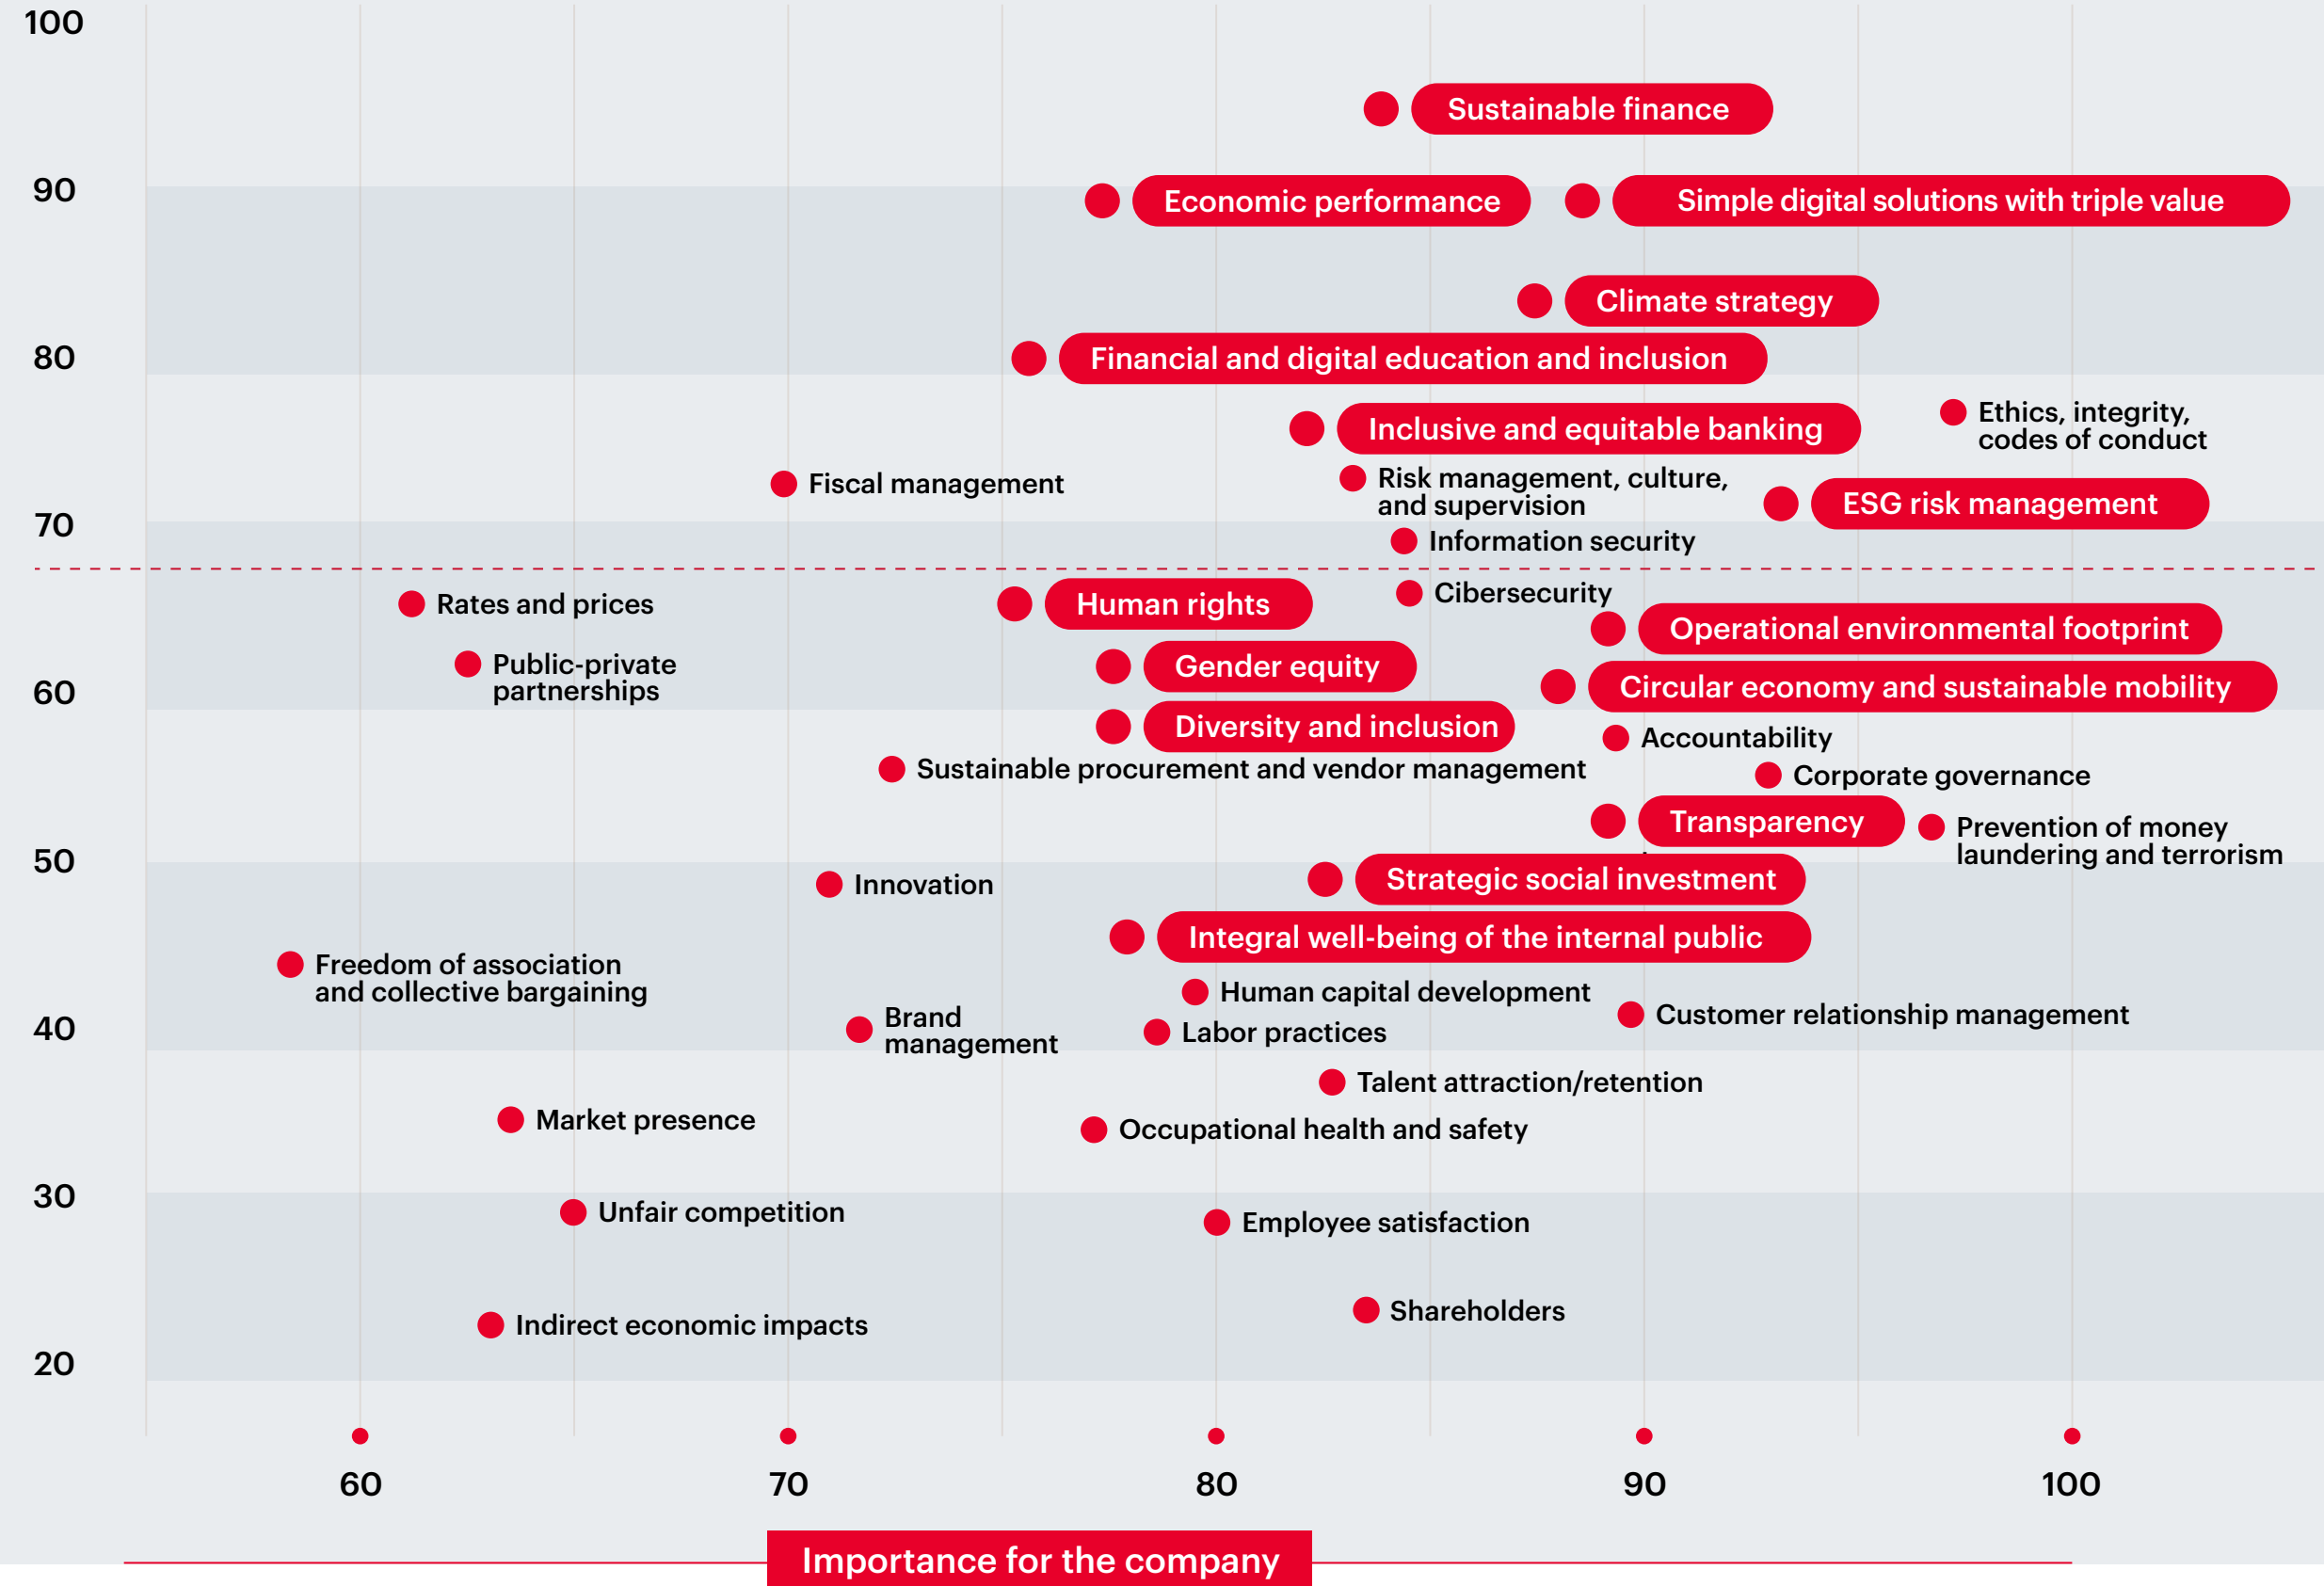 100
Sustainable finance
90
Economic performance
Simple digital solutions with triple value
Climate strategy
80
Financial and digital education and inclusion
Ethics, integrity,
codes of conduct
Inclusive and equitable banking
Fiscal management
Risk management, culture,
and supervision
ESG risk management
70
Information security
Cibersecurity
Rates and prices
Human rights
Operational environmental footprint
Public-private
partnerships
Gender equity
60
Circular economy and sustainable mobility
Diversity and inclusion
Accountability
Sustainable procurement and vendor management
Corporate governance
Transparency
Prevention of money
laundering and terrorism
50
Strategic social investment
Innovation
Integral well-being of the internal public
Freedom of association
and collective bargaining
Human capital development
Customer relationship management
40
Brand
management
Labor practices
Talent attraction/retention
Market presence
Occupational health and safety
30
Unfair competition
Employee satisfaction
Shareholders
Indirect economic impacts
20
60
70
80
90
100
Importance for the company